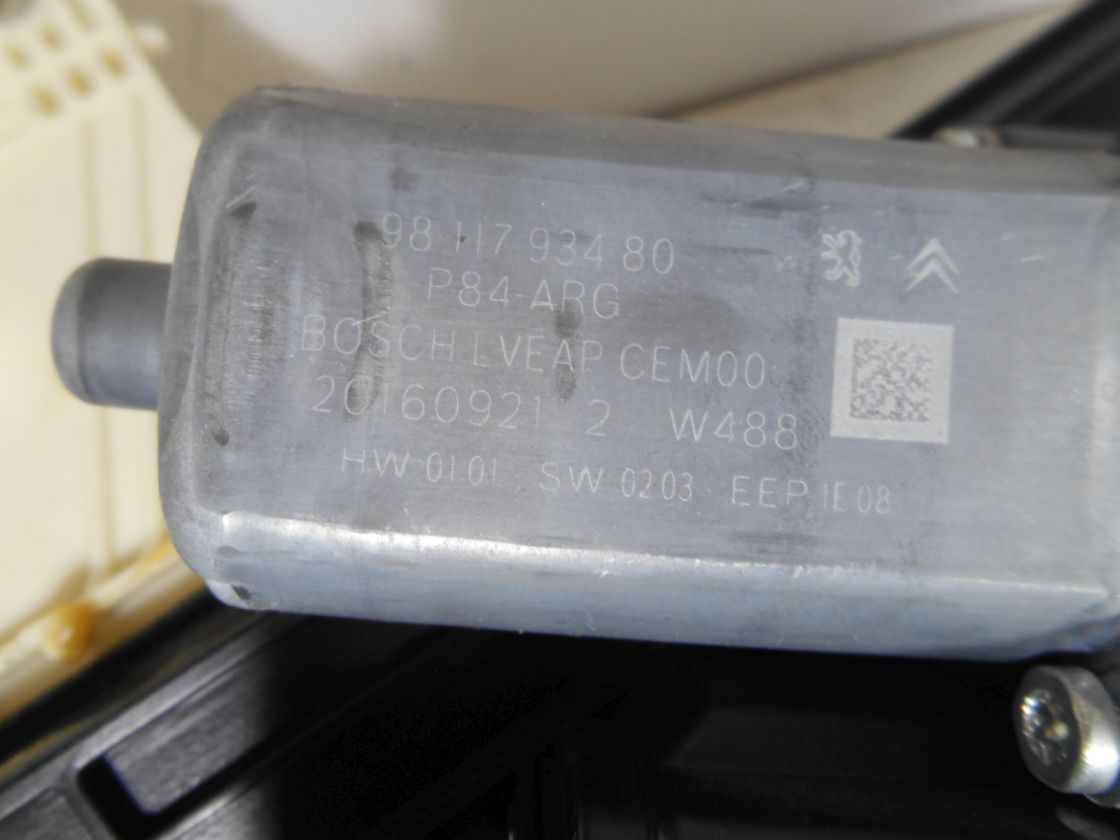 98 117 934 80
P84-ARG
BOSCH LVEAP CEM00
20160921 2 W488
HW 01 01 SW 02 03 EEP 1E 08